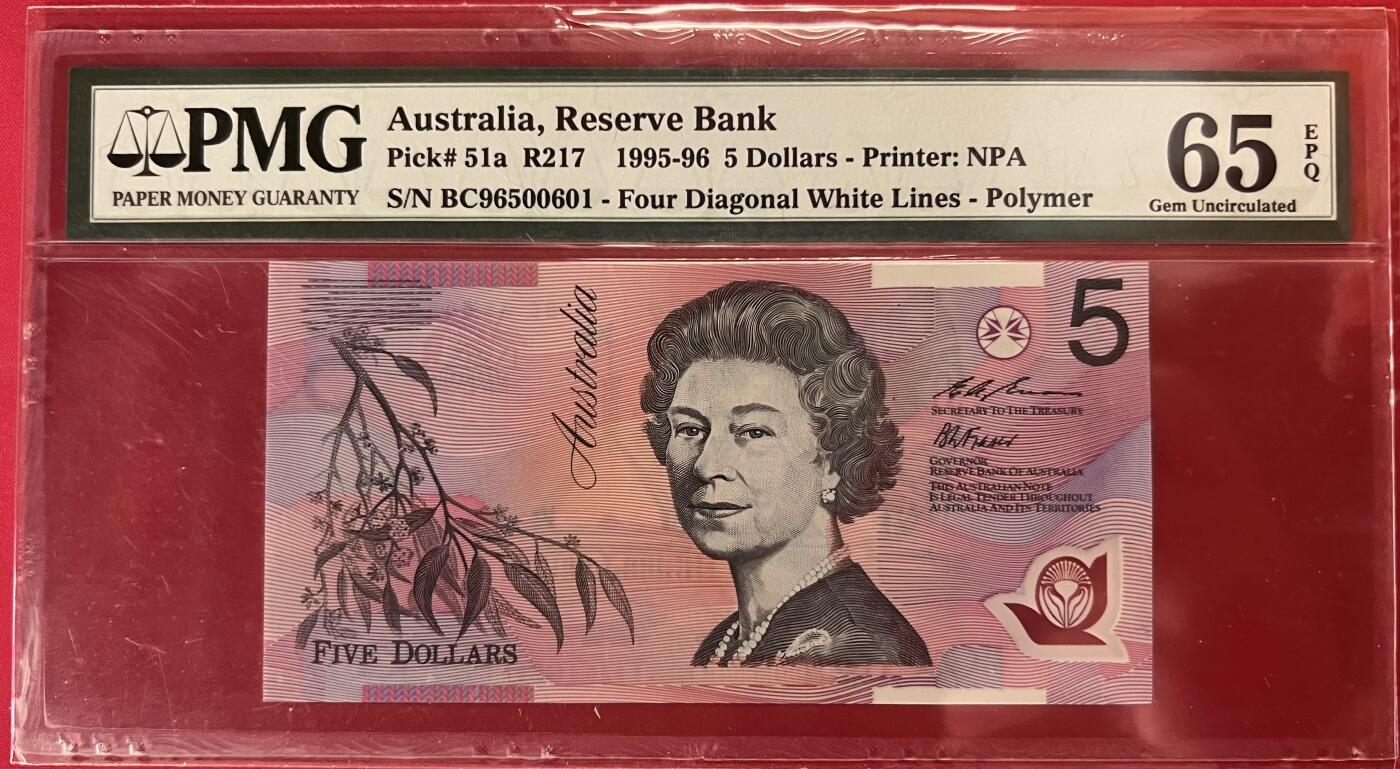 PMG
PAPER MONEY GUARANTY
Australia, Reserve Bank
Pick# 51a R217 1995-96 5 Dollars - Printer: NPA
S/N BC96500601 - Four Diagonal White Lines - Polymer
65
EPQ
Gem Uncirculated
Australia
5
SECRETARY TO THE TREASURY
GOVERNOR
RESERVE BANK OF AUSTRALIA
THIS AUSTRALIAN NOTE
IS LEGAL TENDER THROUGHOUT
AUSTRALIA AND ITS TERRITORIES
FIVE DOLLARS